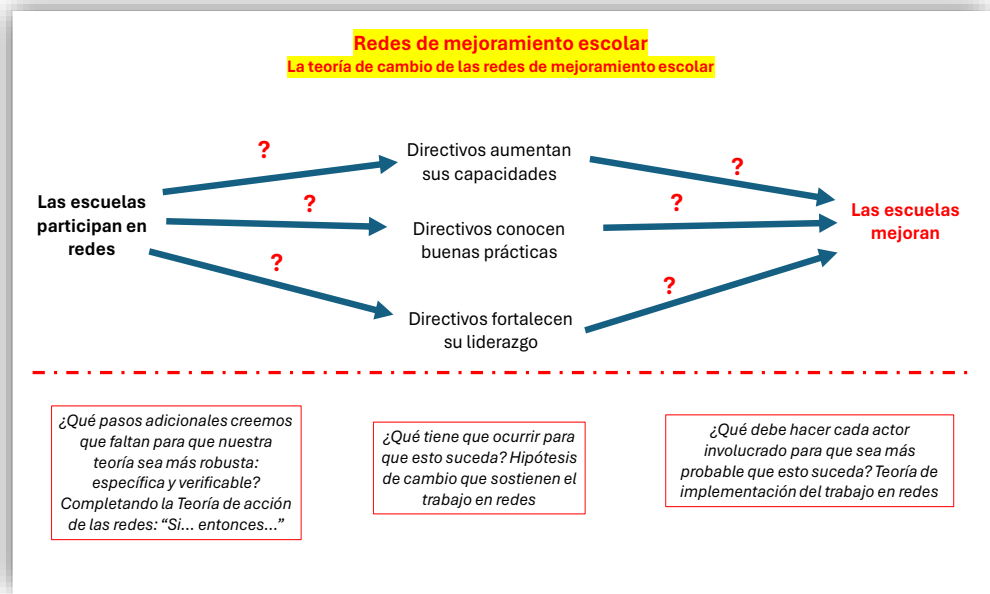 Redes de mejoramiento escolar
La teoría de cambio de las redes de mejoramiento escolar
?
?
?
?
?
?
Las escuelas
participan en
redes
Directivos aumentan
sus capacidades
Directivos conocen
buenas prácticas
Directivos fortalecen
su liderazgo
Las escuelas
mejoran
¿Qué pasos adicionales creemos
que faltan para que nuestra
teoría sea más robusta:
específica y verificable?
Completando la Teoría de acción
de las redes: “Si... entonces...”
¿Qué tiene que ocurrir para
que esto suceda? Hipótesis
de cambio que sostienen el
trabajo en redes
¿Qué debe hacer cada actor
involucrado para que sea más
probable que esto suceda? Teoría de
implementación del trabajo en redes